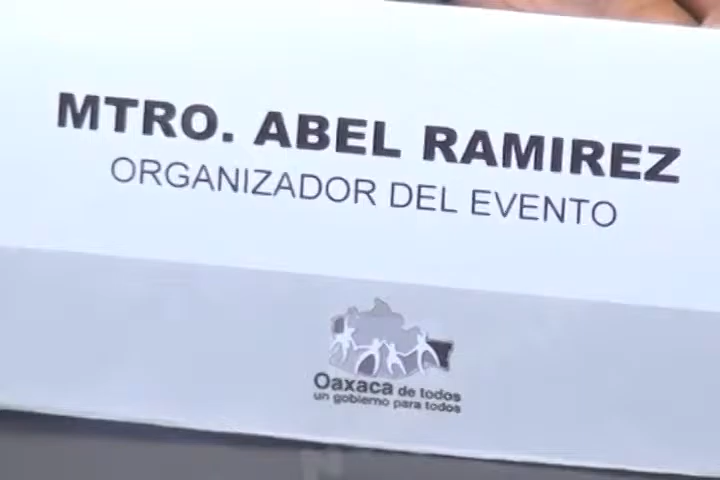 MTRO. ABEL RAMIREZ
ORGANIZADOR DEL EVENTO
Oaxaca de todos
un gobierno para todos